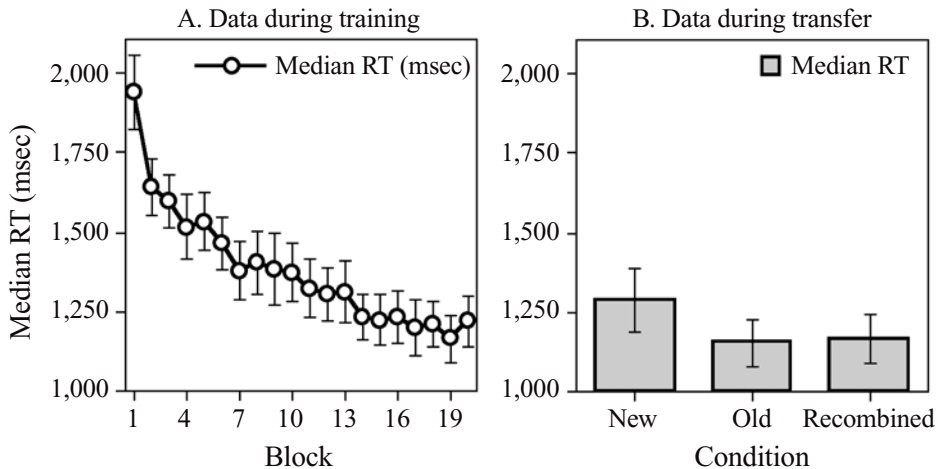 A. Data during training
B. Data during transfer
Median RT (msec)
2,000
1,750
1,500
1,250
1,000
Median RT (msec)
1 4 7 10 13 16 19
Block
2,000
1,750
1,500
1,250
1,000
Median RT
New Old Recombined
Condition